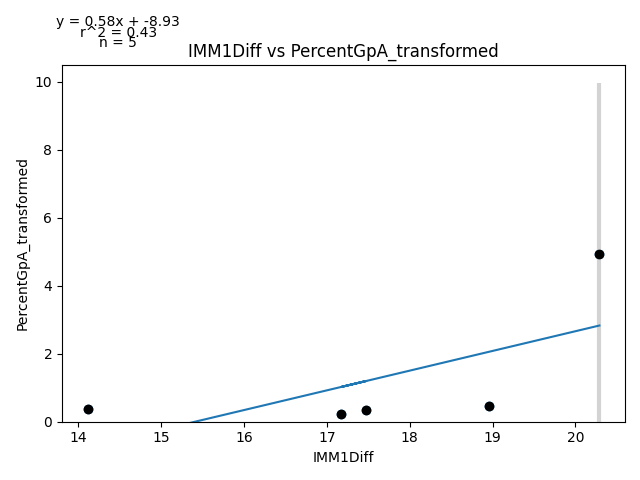 y = 0.58x + -8.93
r^2 = 0.43
n = 5
IMM1Diff vs PercentGpA_transformed
PercentGpA_transformed
10
8
6
4
2
0
14 15 16 17 18 19 20
IMM1Diff